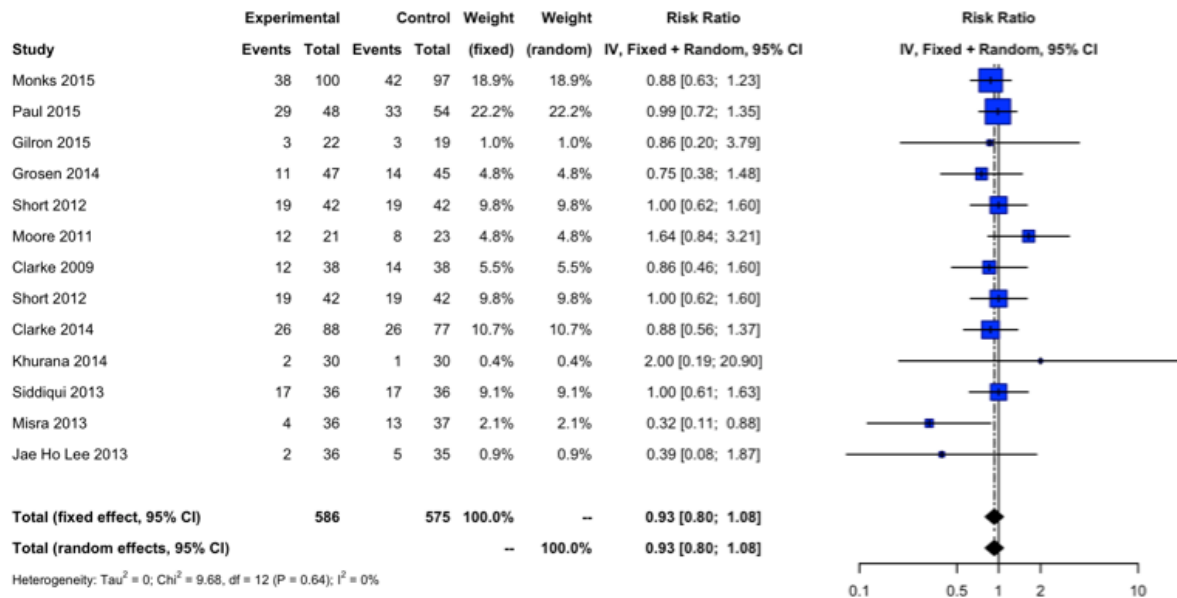 Experimental Control Weight Weight Risk Ratio Risk Ratio
Study Events Total Events Total (fixed) (random) IV, Fixed + Random, 95% CI IV, Fixed + Random, 95% CI
Monks 2015 38 100 42 97 18.9% 18.9% 0.88 [0.63; 1.23]
Paul 2015 29 48 33 54 22.2% 22.2% 0.99 [0.72; 1.35]
Gilron 2015 3 22 3 19 1.0% 1.0% 0.86 [0.20; 3.79]
Grosen 2014 11 47 14 45 4.8% 4.8% 0.75 [0.38; 1.48]
Short 2012 19 42 19 42 9.8% 9.8% 1.00 [0.62; 1.60]
Moore 2011 12 21 8 23 4.8% 4.8% 1.64 [0.84; 3.21]
Clarke 2009 12 38 14 38 5.5% 5.5% 0.86 [0.46; 1.60]
Short 2012 19 42 19 42 9.8% 9.8% 1.00 [0.62; 1.60]
Clarke 2014 26 88 26 77 10.7% 10.7% 0.88 [0.56; 1.37]
Khurana 2014 2 30 1 30 0.4% 0.4% 2.00 [0.19; 20.90]
Siddiqui 2013 17 36 17 36 9.1% 9.1% 1.00 [0.61; 1.63]
Misra 2013 4 36 13 37 2.1% 2.1% 0.32 [0.11; 0.88]
Jae Ho Lee 2013 2 36 5 35 0.9% 0.9% 0.39 [0.08; 1.87]
Total (fixed effect, 95% CI) 586 575 100.0% -- 0.93 [0.80; 1.08]
Total (random effects, 95% CI) -- 100.0% 0.93 [0.80; 1.08]
Heterogeneity: Tau² = 0; Chi² = 9.68, df = 12 (P = 0.64); I² = 0%
0.1 0.5 1 2 10